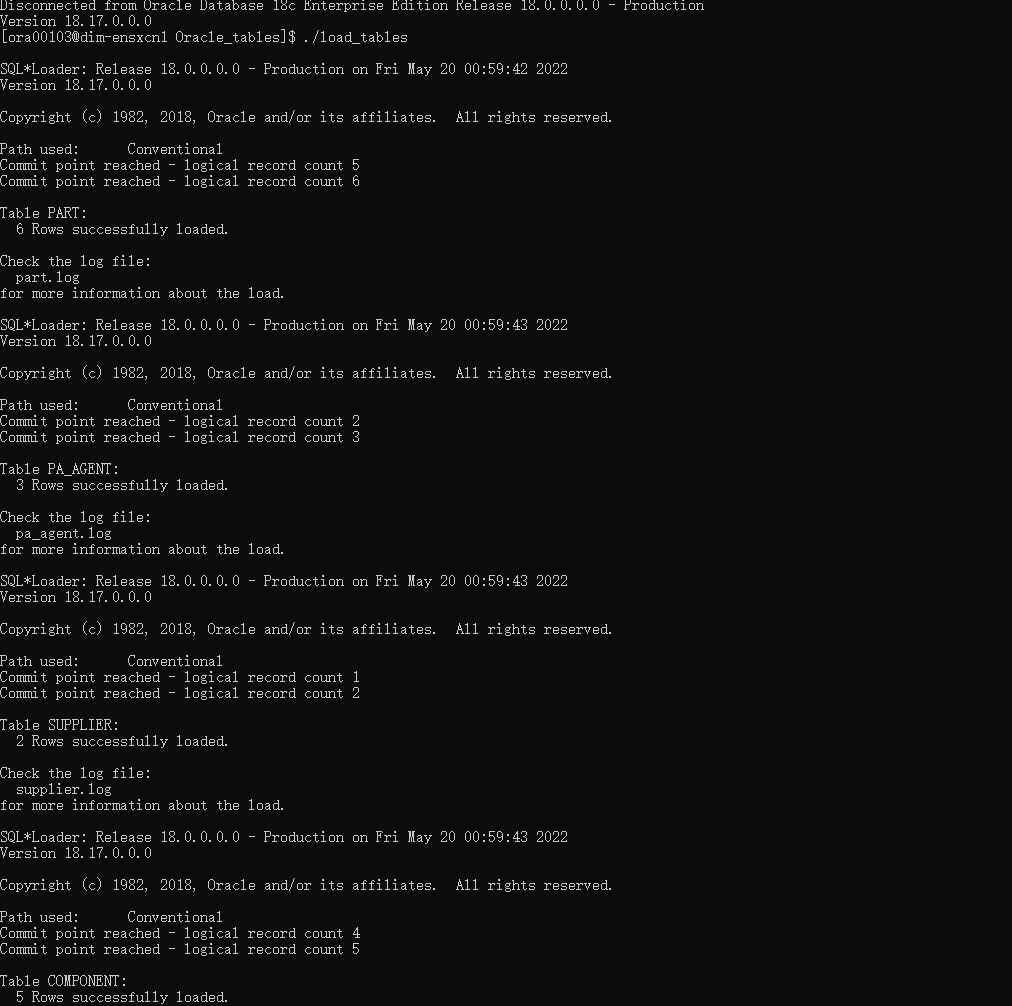 Disconnected from Oracle Database 18c Enterprise Edition Release 18.0.0.0.0 - Production
Version 18.17.0.0.0
[ora00103@dim-ensxcn1 Oracle_tables]$ ./load_tables
SQL*Loader: Release 18.0.0.0.0 - Production on Fri May 20 00:59:42 2022
Version 18.17.0.0.0
Copyright (c) 1982, 2018, Oracle and/or its affiliates.  All rights reserved.
Path used:      Conventional
Commit point reached - logical record count 5
Commit point reached - logical record count 6
Table PART:
  6 Rows successfully loaded.
Check the log file:
  part.log
for more information about the load.
SQL*Loader: Release 18.0.0.0.0 - Production on Fri May 20 00:59:43 2022
Version 18.17.0.0.0
Copyright (c) 1982, 2018, Oracle and/or its affiliates.  All rights reserved.
Path used:      Conventional
Commit point reached - logical record count 2
Commit point reached - logical record count 3
Table PA_AGENT:
  3 Rows successfully loaded.
Check the log file:
  pa_agent.log
for more information about the load.
SQL*Loader: Release 18.0.0.0.0 - Production on Fri May 20 00:59:43 2022
Version 18.17.0.0.0
Copyright (c) 1982, 2018, Oracle and/or its affiliates.  All rights reserved.
Path used:      Conventional
Commit point reached - logical record count 1
Commit point reached - logical record count 2
Table SUPPLIER:
  2 Rows successfully loaded.
Check the log file:
  supplier.log
for more information about the load.
SQL*Loader: Release 18.0.0.0.0 - Production on Fri May 20 00:59:43 2022
Version 18.17.0.0.0
Copyright (c) 1982, 2018, Oracle and/or its affiliates.  All rights reserved.
Path used:      Conventional
Commit point reached - logical record count 4
Commit point reached - logical record count 5
Table COMPONENT:
  5 Rows successfully loaded.